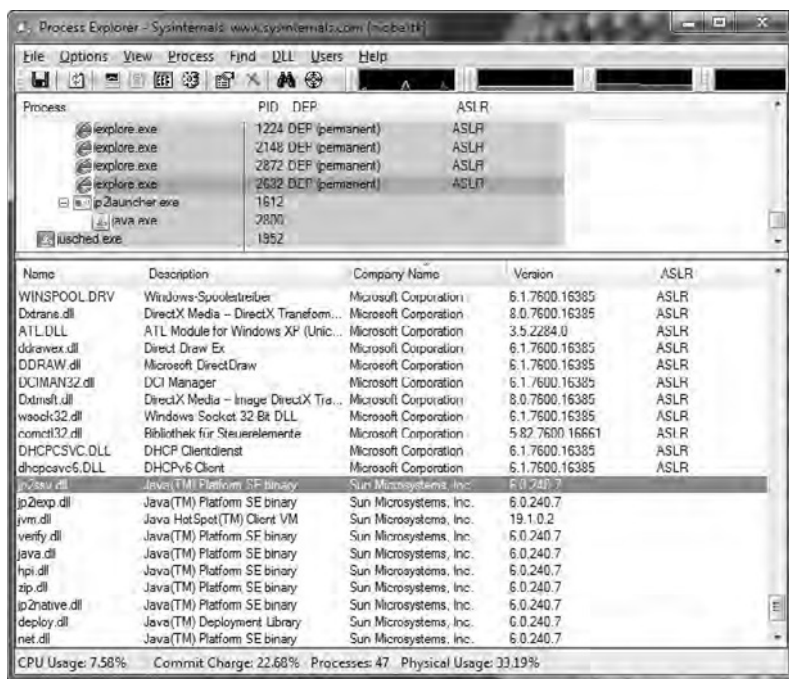 Process Explorer - Sysinternals: www.sysinternals.com
File Options View Process Find DLL Users Help
Process PID DEP ASLR
iexplore.exe 1224 DEP (permanent) ASLR
iexplore.exe 2148 DEP (permanent) ASLR
iexplore.exe 2872 DEP (permanent) ASLR
iexplore.exe 2632 DEP (permanent) ASLR
jp2launcher.exe 1612
java.exe 2800
jusched.exe 1952
Name Description Company Name Version ASLR
WINSPOOL.DRV Windows-Spoolertreiber Microsoft Corporation 6.1.7600.16385 ASLR
Dxtrans.dll DirectX Media -- DirectX Transform... Microsoft Corporation 8.0.7600.16385 ASLR
ATL.DLL ATL Module for Windows XP (Unic... Microsoft Corporation 3.5.2284.0 ASLR
ddrawex.dll Direct Draw Ex Microsoft Corporation 6.1.7600.16385 ASLR
DDRAW.dll Microsoft DirectDraw Microsoft Corporation 6.1.7600.16385 ASLR
DCIMAN32.dll DCI Manager Microsoft Corporation 6.1.7600.16385 ASLR
Dxtmsft.dll DirectX Media -- Image DirectX Tra... Microsoft Corporation 8.0.7600.16385 ASLR
wsock32.dll Windows Socket 32 Bit DLL Microsoft Corporation 6.1.7600.16385 ASLR
comctl32.dll Bibliothek für Steuerelemente Microsoft Corporation 5.82.7600.16661 ASLR
DHCPCSVC.DLL DHCP Clientdienst Microsoft Corporation 6.1.7600.16385 ASLR
dhcpcsvc6.DLL DHCPv6 Client Microsoft Corporation 6.1.7600.16385 ASLR
jp2ssv.dll Java(TM) Platform SE binary Sun Microsystems, Inc. 6.0.240.7
jp2iexp.dll Java(TM) Platform SE binary Sun Microsystems, Inc. 6.0.240.7
jvm.dll Java HotSpot(TM) Client VM Sun Microsystems, Inc. 19.1.0.2
verify.dll Java(TM) Platform SE binary Sun Microsystems, Inc. 6.0.240.7
java.dll Java(TM) Platform SE binary Sun Microsystems, Inc. 6.0.240.7
hpi.dll Java(TM) Platform SE binary Sun Microsystems, Inc. 6.0.240.7
zip.dll Java(TM) Platform SE binary Sun Microsystems, Inc. 6.0.240.7
jp2native.dll Java(TM) Platform SE binary Sun Microsystems, Inc. 6.0.240.7
deploy.dll Java(TM) Deployment Library Sun Microsystems, Inc. 6.0.240.7
net.dll Java(TM) Platform SE binary Sun Microsystems, Inc. 6.0.240.7
CPU Usage: 7.58% Commit Charge: 22.68% Processes: 47 Physical Usage: 33.19%